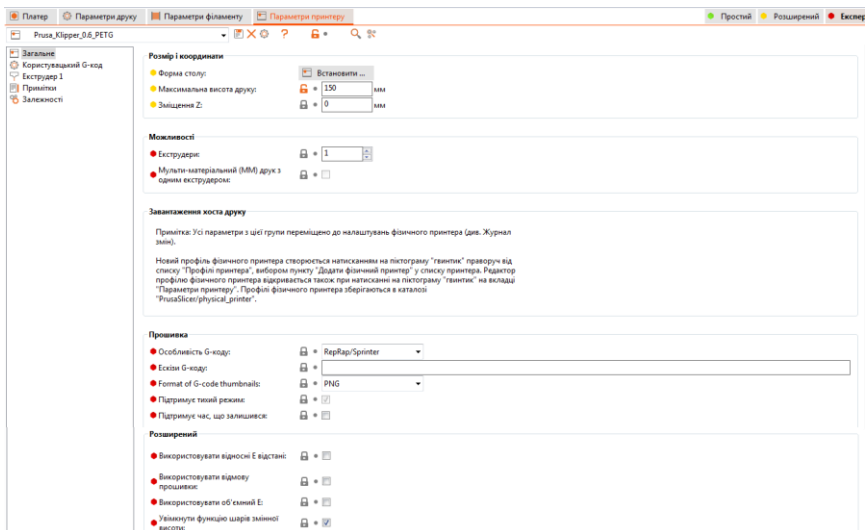 Платер Параметри друку Параметри філаменту Параметри принтеру Простий Розширений Експер
Prusa_Klipper_0.6_PETG
Загальне
Користувацький G-код
Екструдер 1
Примітки
Залежності
Розмір і координати
Форма столу: Встановити ...
Максимальна висота друку: 150 мм
Зміщення Z: 0 мм
Можливості
Екструдери: 1
Мульти-матеріальний (ММ) друк з
одним екструдером:
Завантаження хоста друку
Примітка: Усі параметри з цієї групи переміщено до налаштувань фізичного принтера (див. Журнал
змін).
Новий профіль фізичного принтера створюється натисканням на піктограму "гвинтик" праворуч від
списку "Профілі принтера", вибором пункту "Додати фізичний принтер" у списку принтера. Редактор
профілю фізичного принтера відкривається також при натисканні на піктограму "гвинтик" на вкладці
"Параметри принтеру". Профілі фізичного принтера зберігаються в каталозі
"PrusaSlicer/physical_printer".
Прошивка
Особливість G-коду: RepRap/Sprinter
Ескізи G-коду:
Format of G-code thumbnails: PNG
Підтримує тихий режим:
Підтримує час, що залишився:
Розширений
Використовувати відносні Е відстані:
Використовувати відмову
прошивки:
Використовувати об'ємний Е:
Увімкнути функцію шарів змінної
висоти: